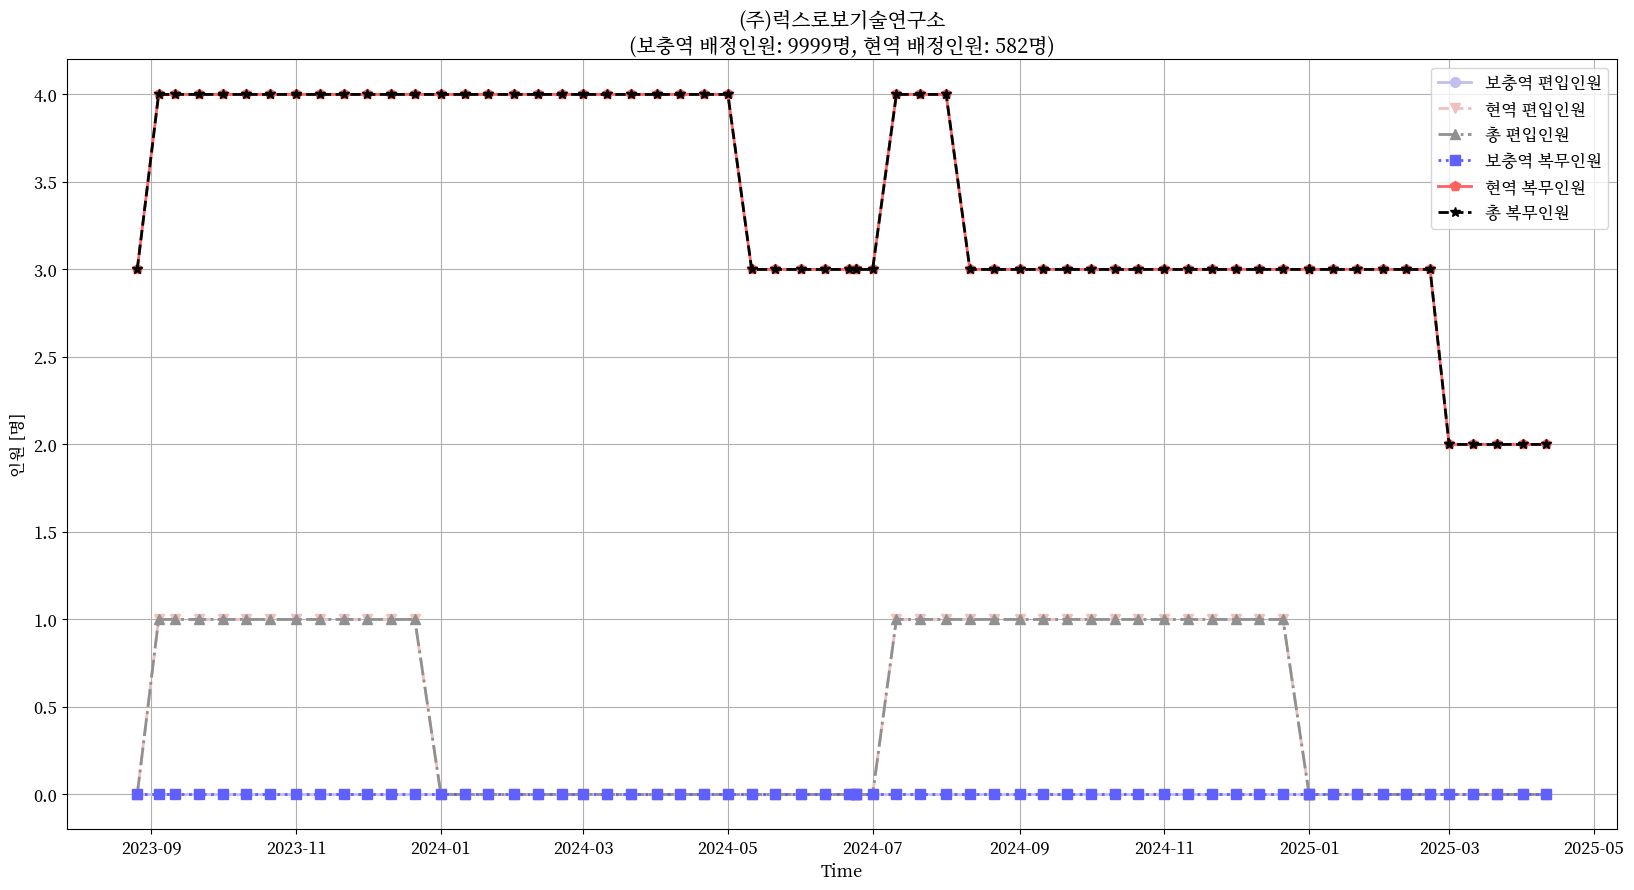 (주)럭스로보기술연구소
(보충역 배정인원: 9999명, 현역 배정인원: 582명)
보충역 편입인원
현역 편입인원
총 편입인원
보충역 복무인원
현역 복무인원
총 복무인원
인원 [명]
4.0
3.5
3.0
2.5
2.0
1.5
1.0
0.5
0.0
2023-09 2023-11 2024-01 2024-03 2024-05 2024-07 2024-09 2024-11 2025-01 2025-03 2025-05
Time